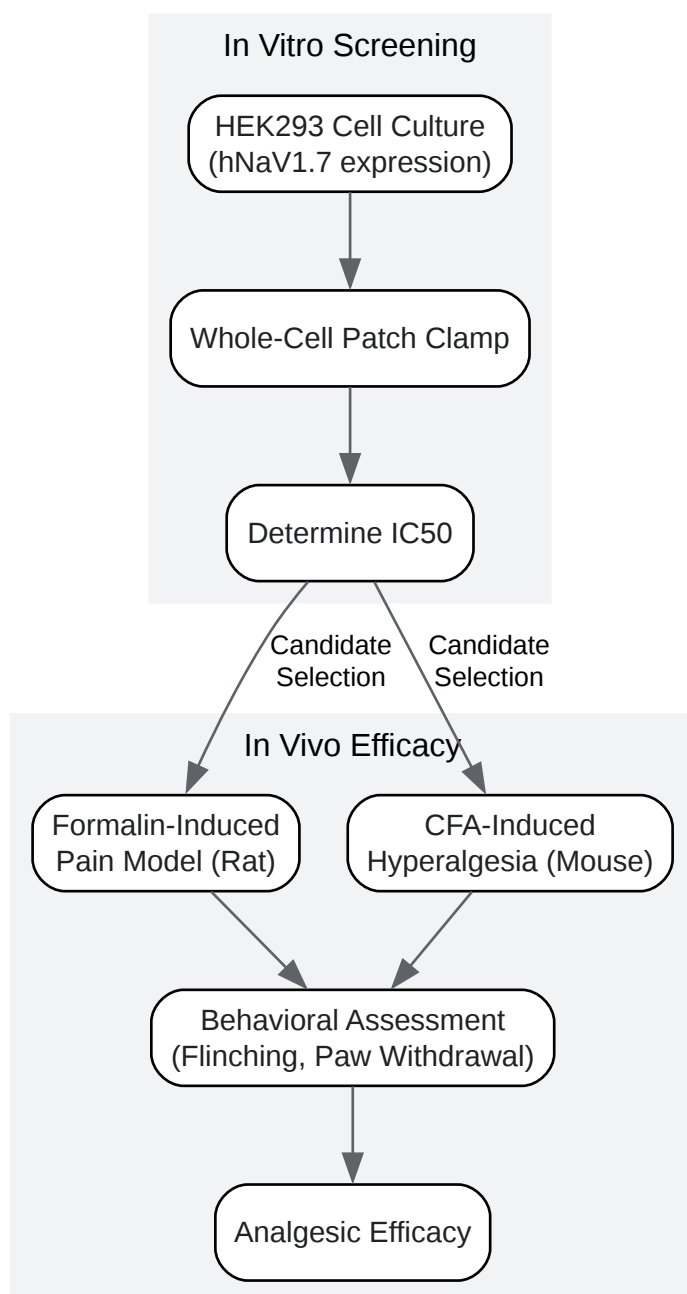 In Vitro Screening
HEK293 Cell Culture
(hNaV1.7 expression)
Whole-Cell Patch Clamp
Determine IC50
Candidate
Selection
Candidate
Selection
In Vivo Efficacy
Formalin-Induced
Pain Model (Rat)
CFA-Induced
Hyperalgesia (Mouse)
Behavioral Assessment
(Flinching, Paw Withdrawal)
Analgesic Efficacy